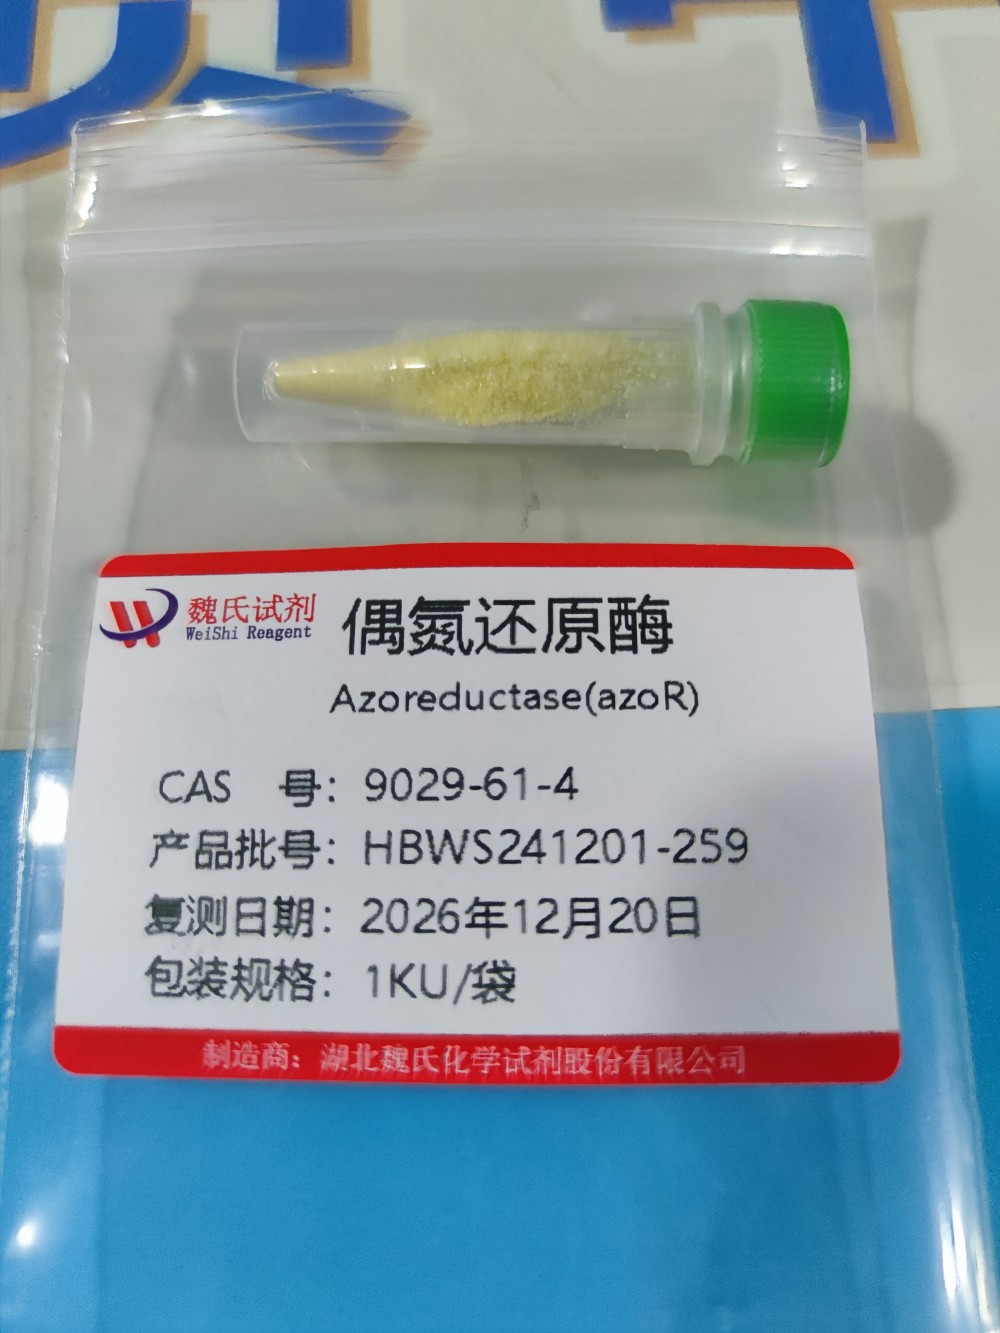 魏氏试剂
WeiShi Reagent
偶氮还原酶
Azoreductase(azoR)
CAS 号：9029-61-4
产品批号：HBWS241201-259
复测日期：2026年12月20日
包装规格：1KU/袋
制造商：湖北魏氏化学试剂股份有限公司